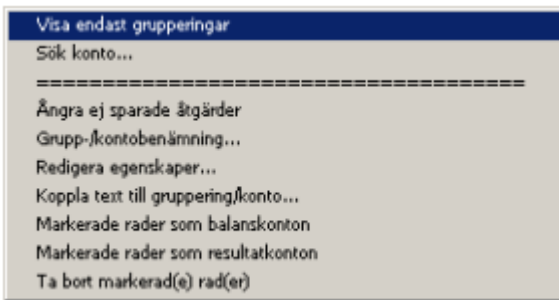 Visa endast grupperingar
Sök konto...
=====================================
Ångra ej sparade åtgärder
Grupp-/kontobenämning...
Redigera egenskaper...
Koppla text till gruppering/konto...
Markerade rader som balanskonton
Markerade rader som resultatkonton
Ta bort markerad(e) rad(er)